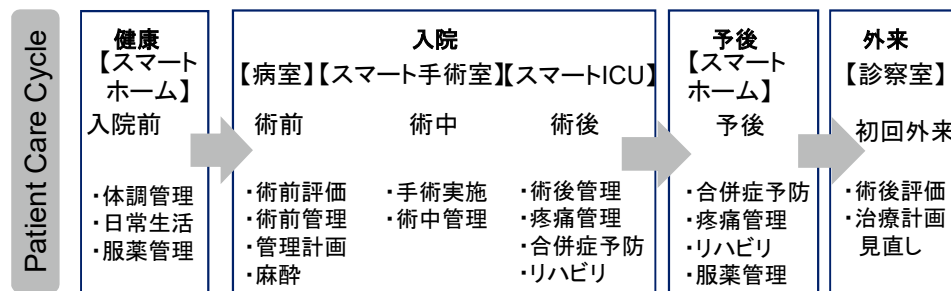 Patient Care Cycle
健康
【スマート
ホーム】
入院前
・体調管理
・日常生活
・服薬管理
入院
【病室】【スマート手術室】【スマートICU】
術前 術中 術後
・術前評価
・術前管理
・管理計画
・麻酔
・手術実施
・術中管理
・術後管理
・疼痛管理
・合併症予防
・リハビリ
予後
【スマート
ホーム】
予後
・合併症予防
・疼痛管理
・リハビリ
・服薬管理
外来
【診察室】
初回外来
・術後評価
・治療計画
見直し